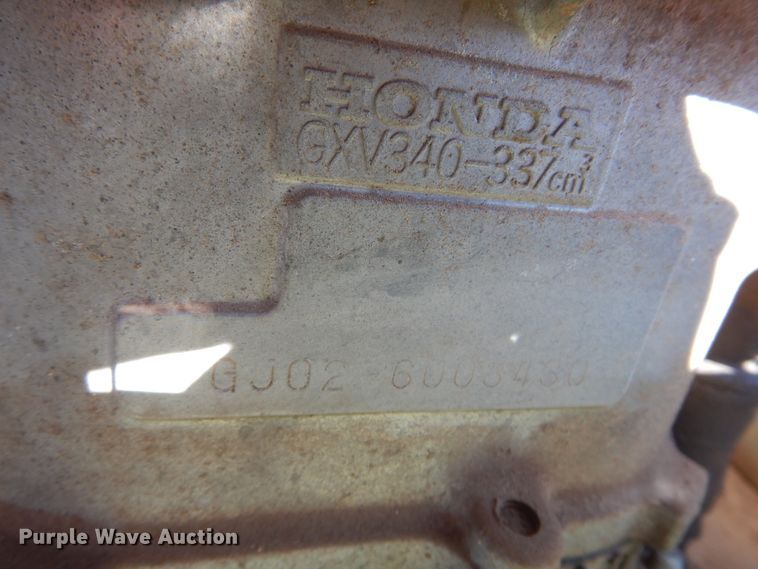 HONDA
GXV340-337cm³
GJ02-6003430
Purple Wave Auction®